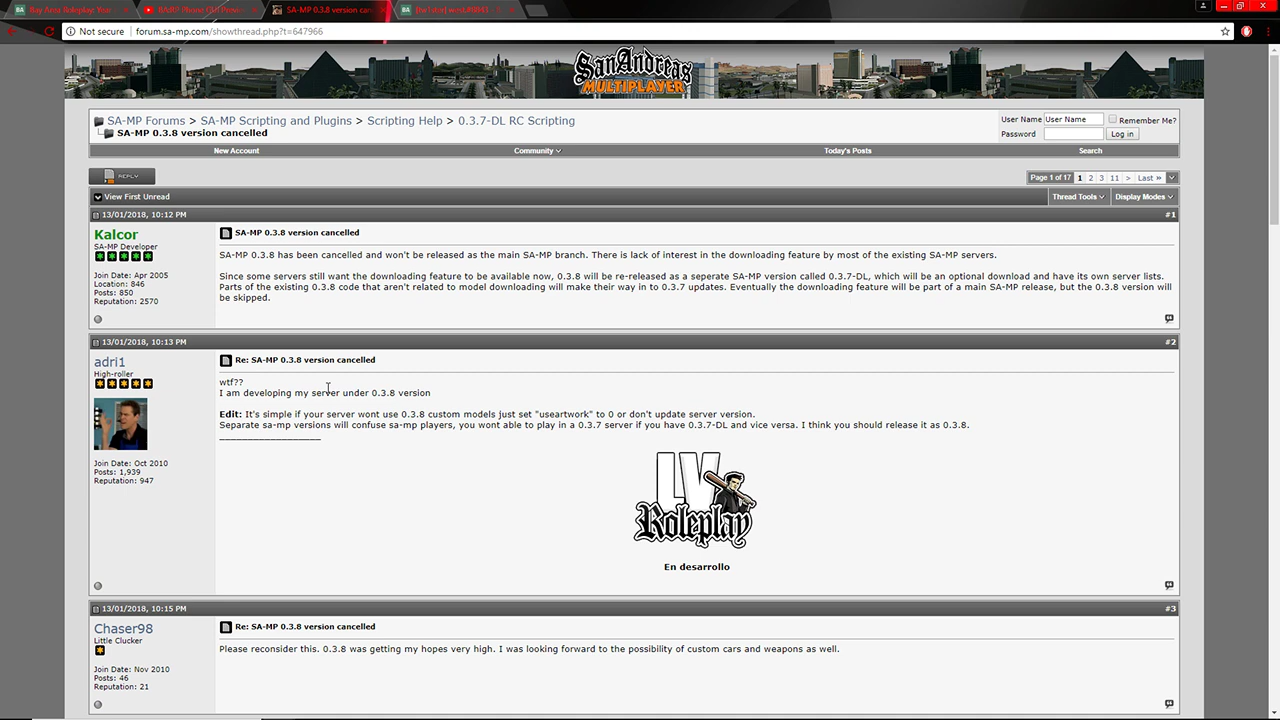 Bay Area Roleplay: Your
SA-MP 0.3.8 version can
Not secure | forum.sa-mp.com/showthread.php?t=647966
SanAndreas
MULTIPLAYER
SA-MP Forums > SA-MP Scripting and Plugins > Scripting Help > 0.3.7-DL RC Scripting
SA-MP 0.3.8 version cancelled
User Name User Name Remember Me?
Password Log in
New Account Community Today's Posts Search
REPLY
Page 1 of 17 1 2 3 11 > Last »
View First Unread Thread Tools Display Modes
13/01/2018, 10:12 PM #1
Kalcor
SA-MP Developer
Join Date: Apr 2005
Location: 846
Posts: 850
Reputation: 2570
SA-MP 0.3.8 version cancelled
SA-MP 0.3.8 has been cancelled and won't be released as the main SA-MP branch. There is lack of interest in the downloading feature by most of the existing SA-MP servers.
Since some servers still want the downloading feature to be available now, 0.3.8 will be re-released as a seperate SA-MP version called 0.3.7-DL, which will be an optional download and have its own server lists.
Parts of the existing 0.3.8 code that aren't related to model downloading will make their way in to 0.3.7 updates. Eventually the downloading feature will be part of a main SA-MP release, but the 0.3.8 version will
be skipped.
13/01/2018, 10:13 PM #2
adri1
High-roller
Join Date: Oct 2010
Posts: 1,939
Reputation: 947
Re: SA-MP 0.3.8 version cancelled
wtf??
I am developing my server under 0.3.8 version
Edit: It's simple if your server wont use 0.3.8 custom models just set "useartwork" to 0 or don't update server version.
Separate sa-mp versions will confuse sa-mp players, you wont able to play in a 0.3.7 server if you have 0.3.7-DL and vice versa. I think you should release it as 0.3.8.
__________________
LV
Roleplay
En desarrollo
13/01/2018, 10:15 PM #3
Chaser98
Little Clucker
Join Date: Nov 2010
Posts: 46
Reputation: 21
Re: SA-MP 0.3.8 version cancelled
Please reconsider this. 0.3.8 was getting my hopes very high. I was looking forward to the possibility of custom cars and weapons as well.